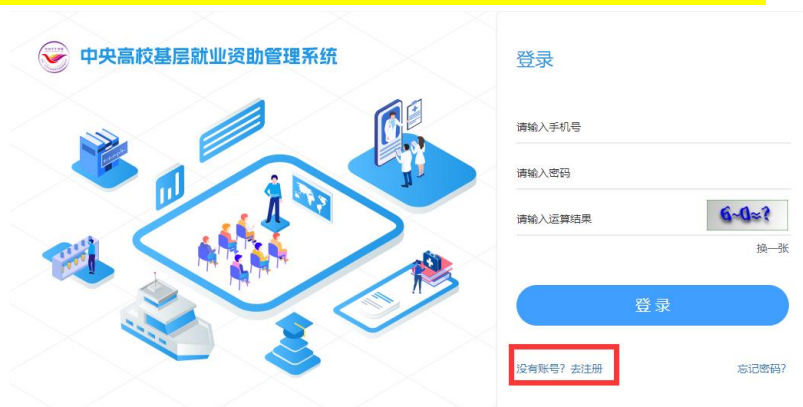 中央高校基层就业资助管理系统
登录
请输入手机号
请输入密码
请输入运算结果
6-0=?
换一张
登录
没有账号？去注册
忘记密码?